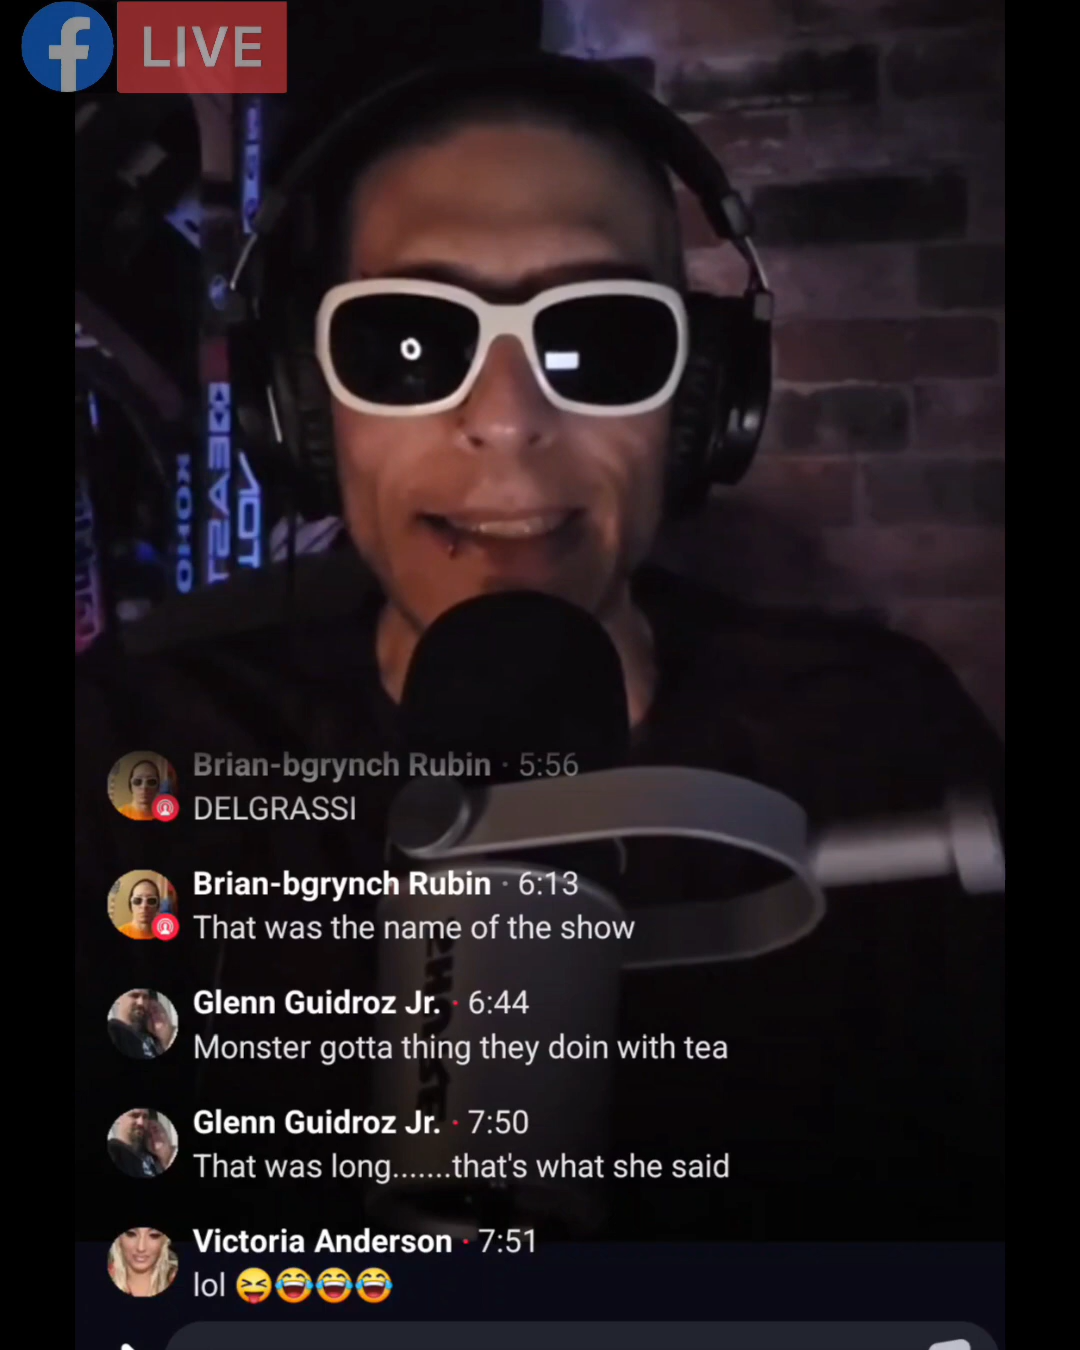 f LIVE
Brian-bgrynch Rubin · 5:56
DELGRASSI
Brian-bgrynch Rubin · 6:13
That was the name of the show
Glenn Guidroz Jr. · 6:44
Monster gotta thing they doin with tea
Glenn Guidroz Jr. · 7:50
That was long.......that's what she said
Victoria Anderson · 7:51
lol 😝😂😂😂